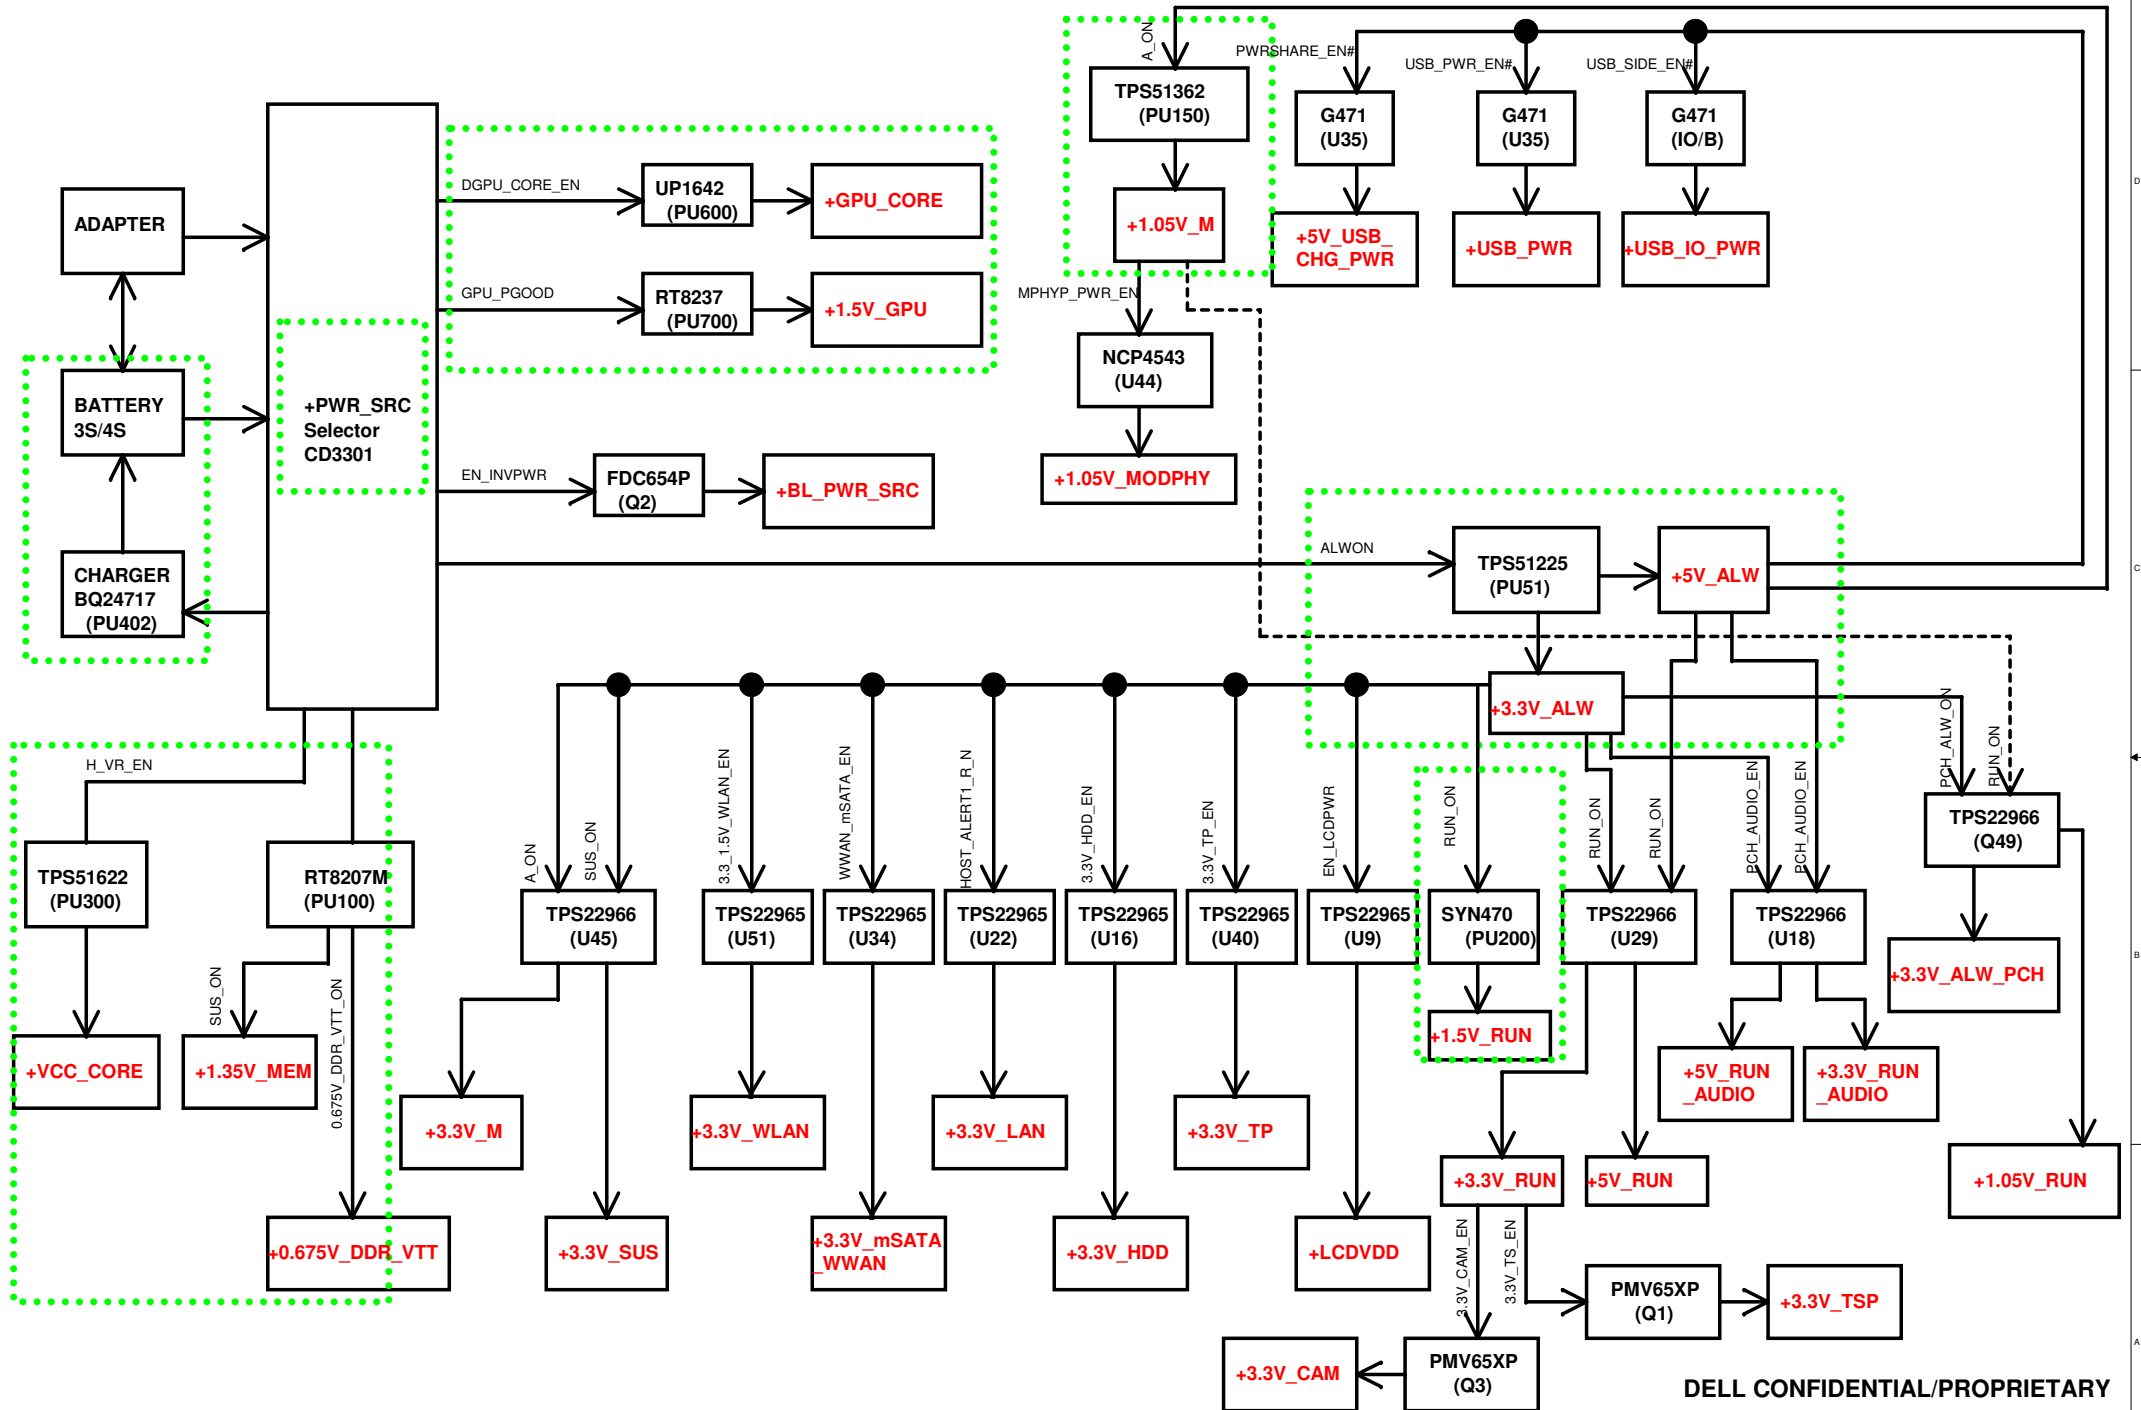 A_ON
PWRSHARE_EN#
USB_PWR_EN#
USB_SIDE_EN#
TPS51362
(PU150)
G471
(U35)
G471
(U35)
G471
(IO/B)
DGPU_CORE_EN
UP1642
(PU600)
+GPU_CORE
ADAPTER
+1.05V_M
+5V_USB_
CHG_PWR
+USB_PWR
+USB_IO_PWR
GPU_PGOOD
RT8237
(PU700)
+1.5V_GPU
MPHYP_PWR_EN
NCP4543
(U44)
BATTERY
3S/4S
+PWR_SRC
Selector
CD3301
EN_INVPWR
FDC654P
(Q2)
+BL_PWR_SRC
+1.05V_MODPHY
ALWON
TPS51225
(PU51)
+5V_ALW
CHARGER
BQ24717
(PU402)
+3.3V_ALW
PCH_ALW_ON
RUN_ON
H_VR_EN
A_ON
SUS_ON
3.3_1.5V_WLAN_EN
WWAN_mSATA_EN
HOST_ALERT1_R_N
3.3V_HDD_EN
3.3V_TP_EN
EN_LCDPWR
RUN_ON
RUN_ON
RUN_ON
PCH_AUDIO_EN
PCH_AUDIO_EN
TPS22966
(Q49)
TPS51622
(PU300)
RT8207M
(PU100)
TPS22966
(U45)
TPS22965
(U51)
TPS22965
(U34)
TPS22965
(U22)
TPS22965
(U16)
TPS22965
(U40)
TPS22965
(U9)
SYN470
(PU200)
TPS22966
(U29)
TPS22966
(U18)
+3.3V_ALW_PCH
SUS_ON
0.675V_DDR_VTT_ON
+1.5V_RUN
+VCC_CORE
+1.35V_MEM
+5V_RUN
_AUDIO
+3.3V_RUN
_AUDIO
+3.3V_M
+3.3V_WLAN
+3.3V_LAN
+3.3V_TP
+3.3V_RUN
+5V_RUN
+1.05V_RUN
+0.675V_DDR_VTT
+3.3V_SUS
+3.3V_mSATA
_WWAN
+3.3V_HDD
+LCDVDD
3.3V_CAM_EN
3.3V_TS_EN
PMV65XP
(Q1)
+3.3V_TSP
+3.3V_CAM
PMV65XP
(Q3)
DELL CONFIDENTIAL/PROPRIETARY
D
C
B
A